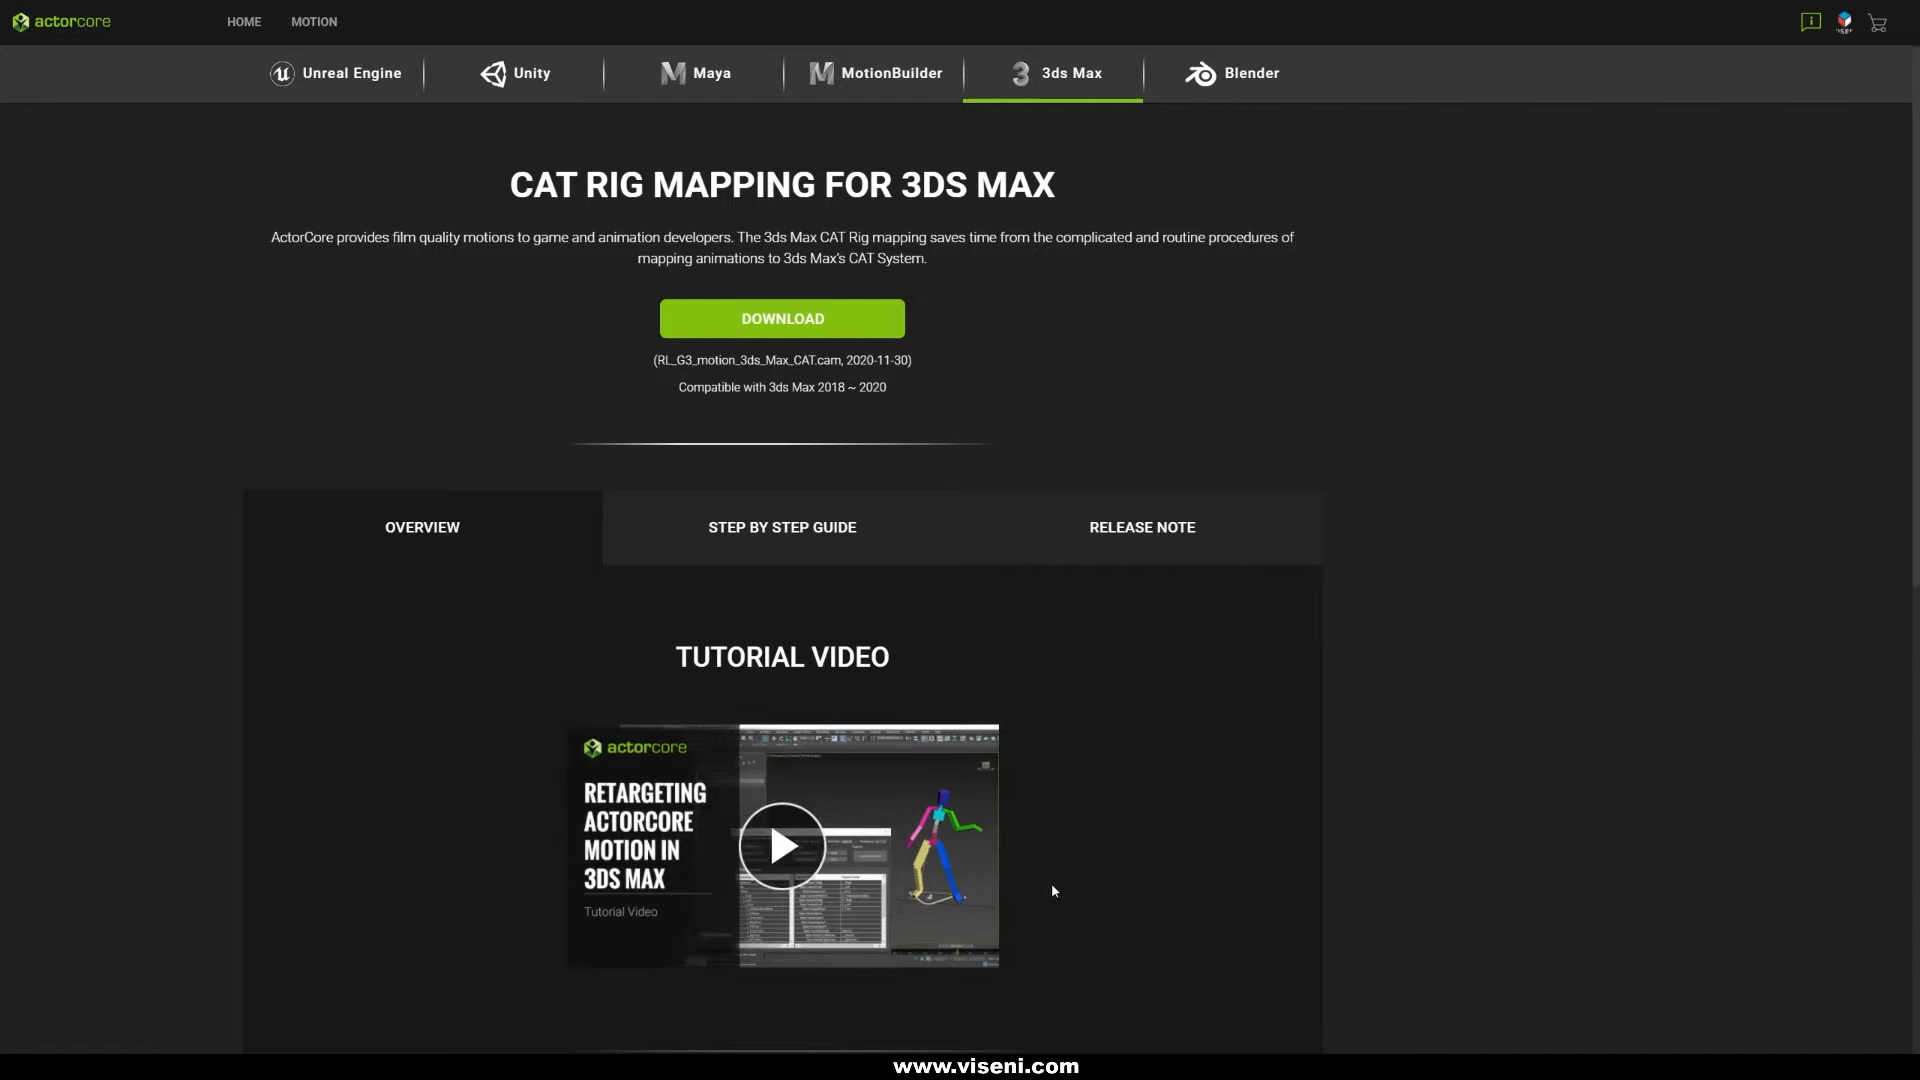 actorcore
HOME
MOTION
Unreal Engine
Unity
Maya
MotionBuilder
3ds Max
Blender
CAT RIG MAPPING FOR 3DS MAX
ActorCore provides film quality motions to game and animation developers. The 3ds Max CAT Rig mapping saves time from the complicated and routine procedures of
mapping animations to 3ds Max's CAT System.
DOWNLOAD
(RL_G3_motion_3ds_Max_CAT.cam, 2020-11-30)
Compatible with 3ds Max 2018 ~ 2020
OVERVIEW
STEP BY STEP GUIDE
RELEASE NOTE
TUTORIAL VIDEO
actorcore
RETARGETING
ACTORCORE
MOTION IN
3DS MAX
Tutorial Video
www.viseni.com